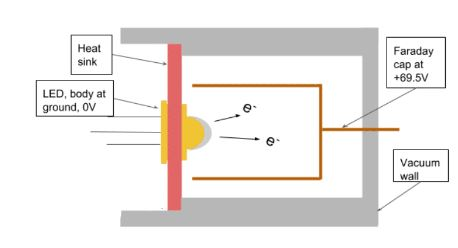 Heat
sink
LED, body at
ground, 0V
Faraday
cap at
+69.5V
e-
e-
Vacuum
wall